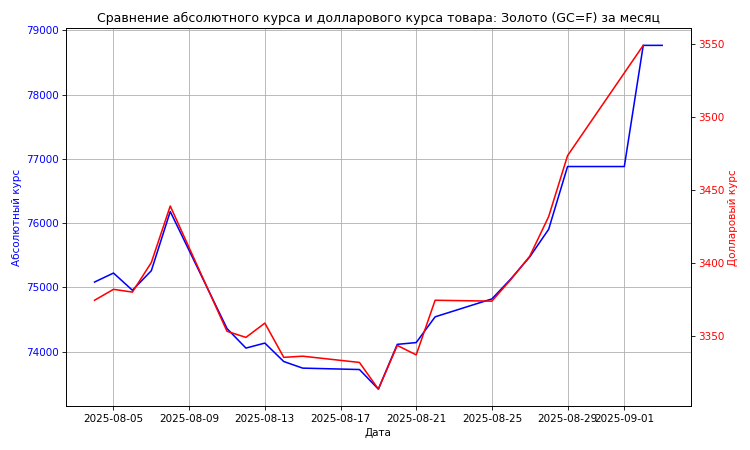 Сравнение абсолютного курса и долларового курса товара: Золото (GC=F) за месяц
79000
78000
77000
76000
75000
74000
Абсолютный курс
3550
3500
3450
3400
3350
Долларовый курс
2025-08-05 2025-08-09 2025-08-13 2025-08-17 2025-08-21 2025-08-25 2025-08-29 2025-09-01
Дата